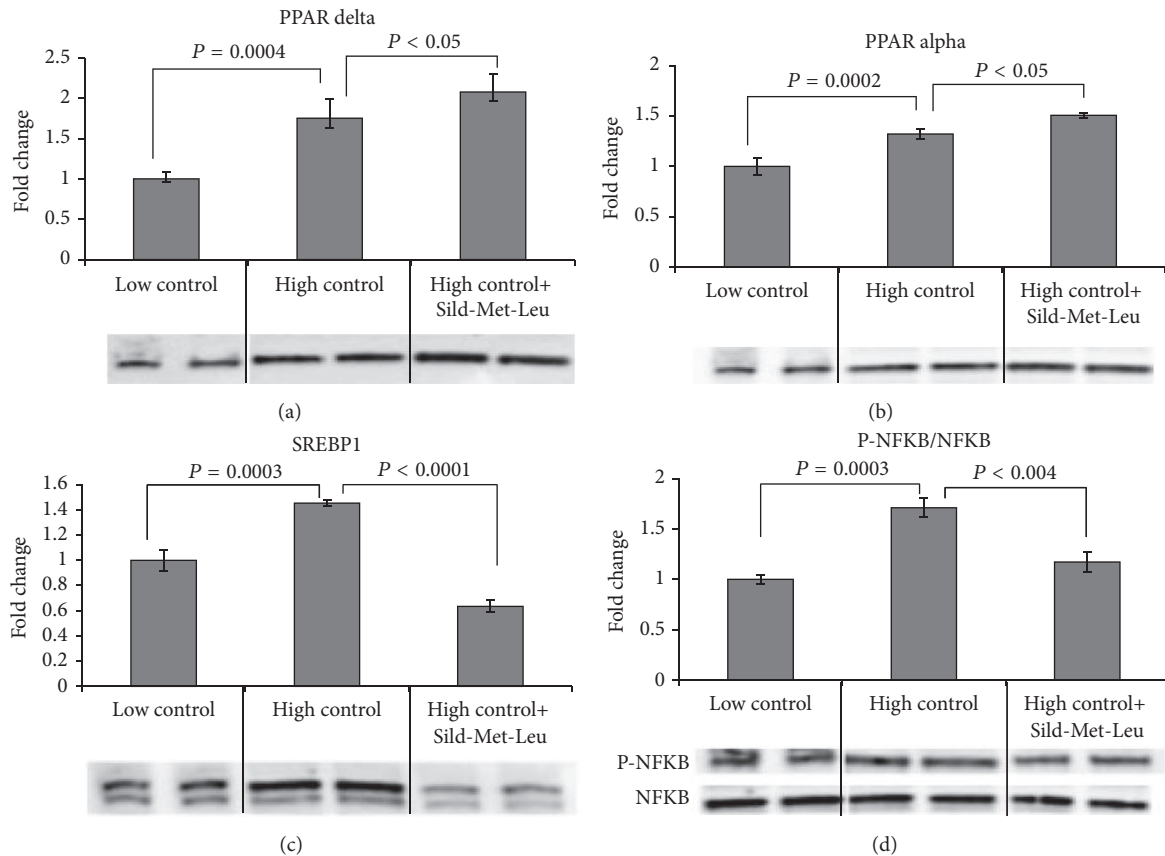 PPAR delta
P = 0.0004
P < 0.05
Fold change
2.5
2
1.5
1
0.5
0
Low control
High control
High control+
Sild-Met-Leu
(a)
PPAR alpha
P = 0.0002
P < 0.05
Fold change
2
1.5
1
0.5
0
Low control
High control
High control+
Sild-Met-Leu
(b)
SREBP1
P = 0.0003
P < 0.0001
Fold change
1.6
1.4
1.2
1
0.8
0.6
0.4
0.2
0
Low control
High control
High control+
Sild-Met-Leu
(c)
P-NFKB/NFKB
P = 0.0003
P < 0.004
Fold change
2
1.5
1
0.5
0
Low control
High control
High control+
Sild-Met-Leu
P-NFKB
NFKB
(d)